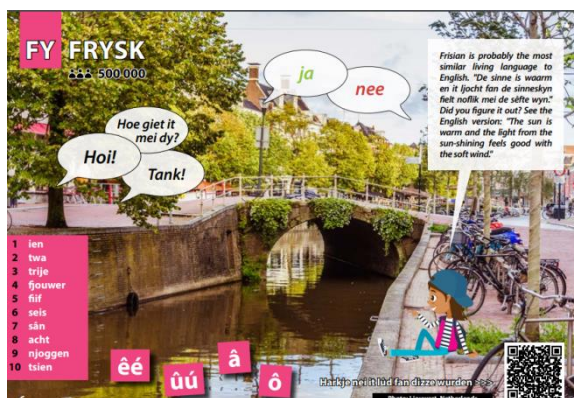 FY FRYSK
500 000
ja
nee
Hoe giet it
mei dy?
Hoi!
Tank!
Frisian is probably the most
similar living language to
English. "De sinne is waarm
en it ljocht fan de sinneskyn
fielt noflik mei de sêfte wyn."
Did you figure it out? See the
English version: "The sun is
warm and the light from the
sun-shining feels good with
the soft wind."
1 ien
2 twa
3 trije
4 fjouwer
5 fiif
6 seis
7 sân
8 acht
9 njoggen
10 tsien
êé
ûú
â
ô
Harkje nei it lûd fan dizze wurden >>>